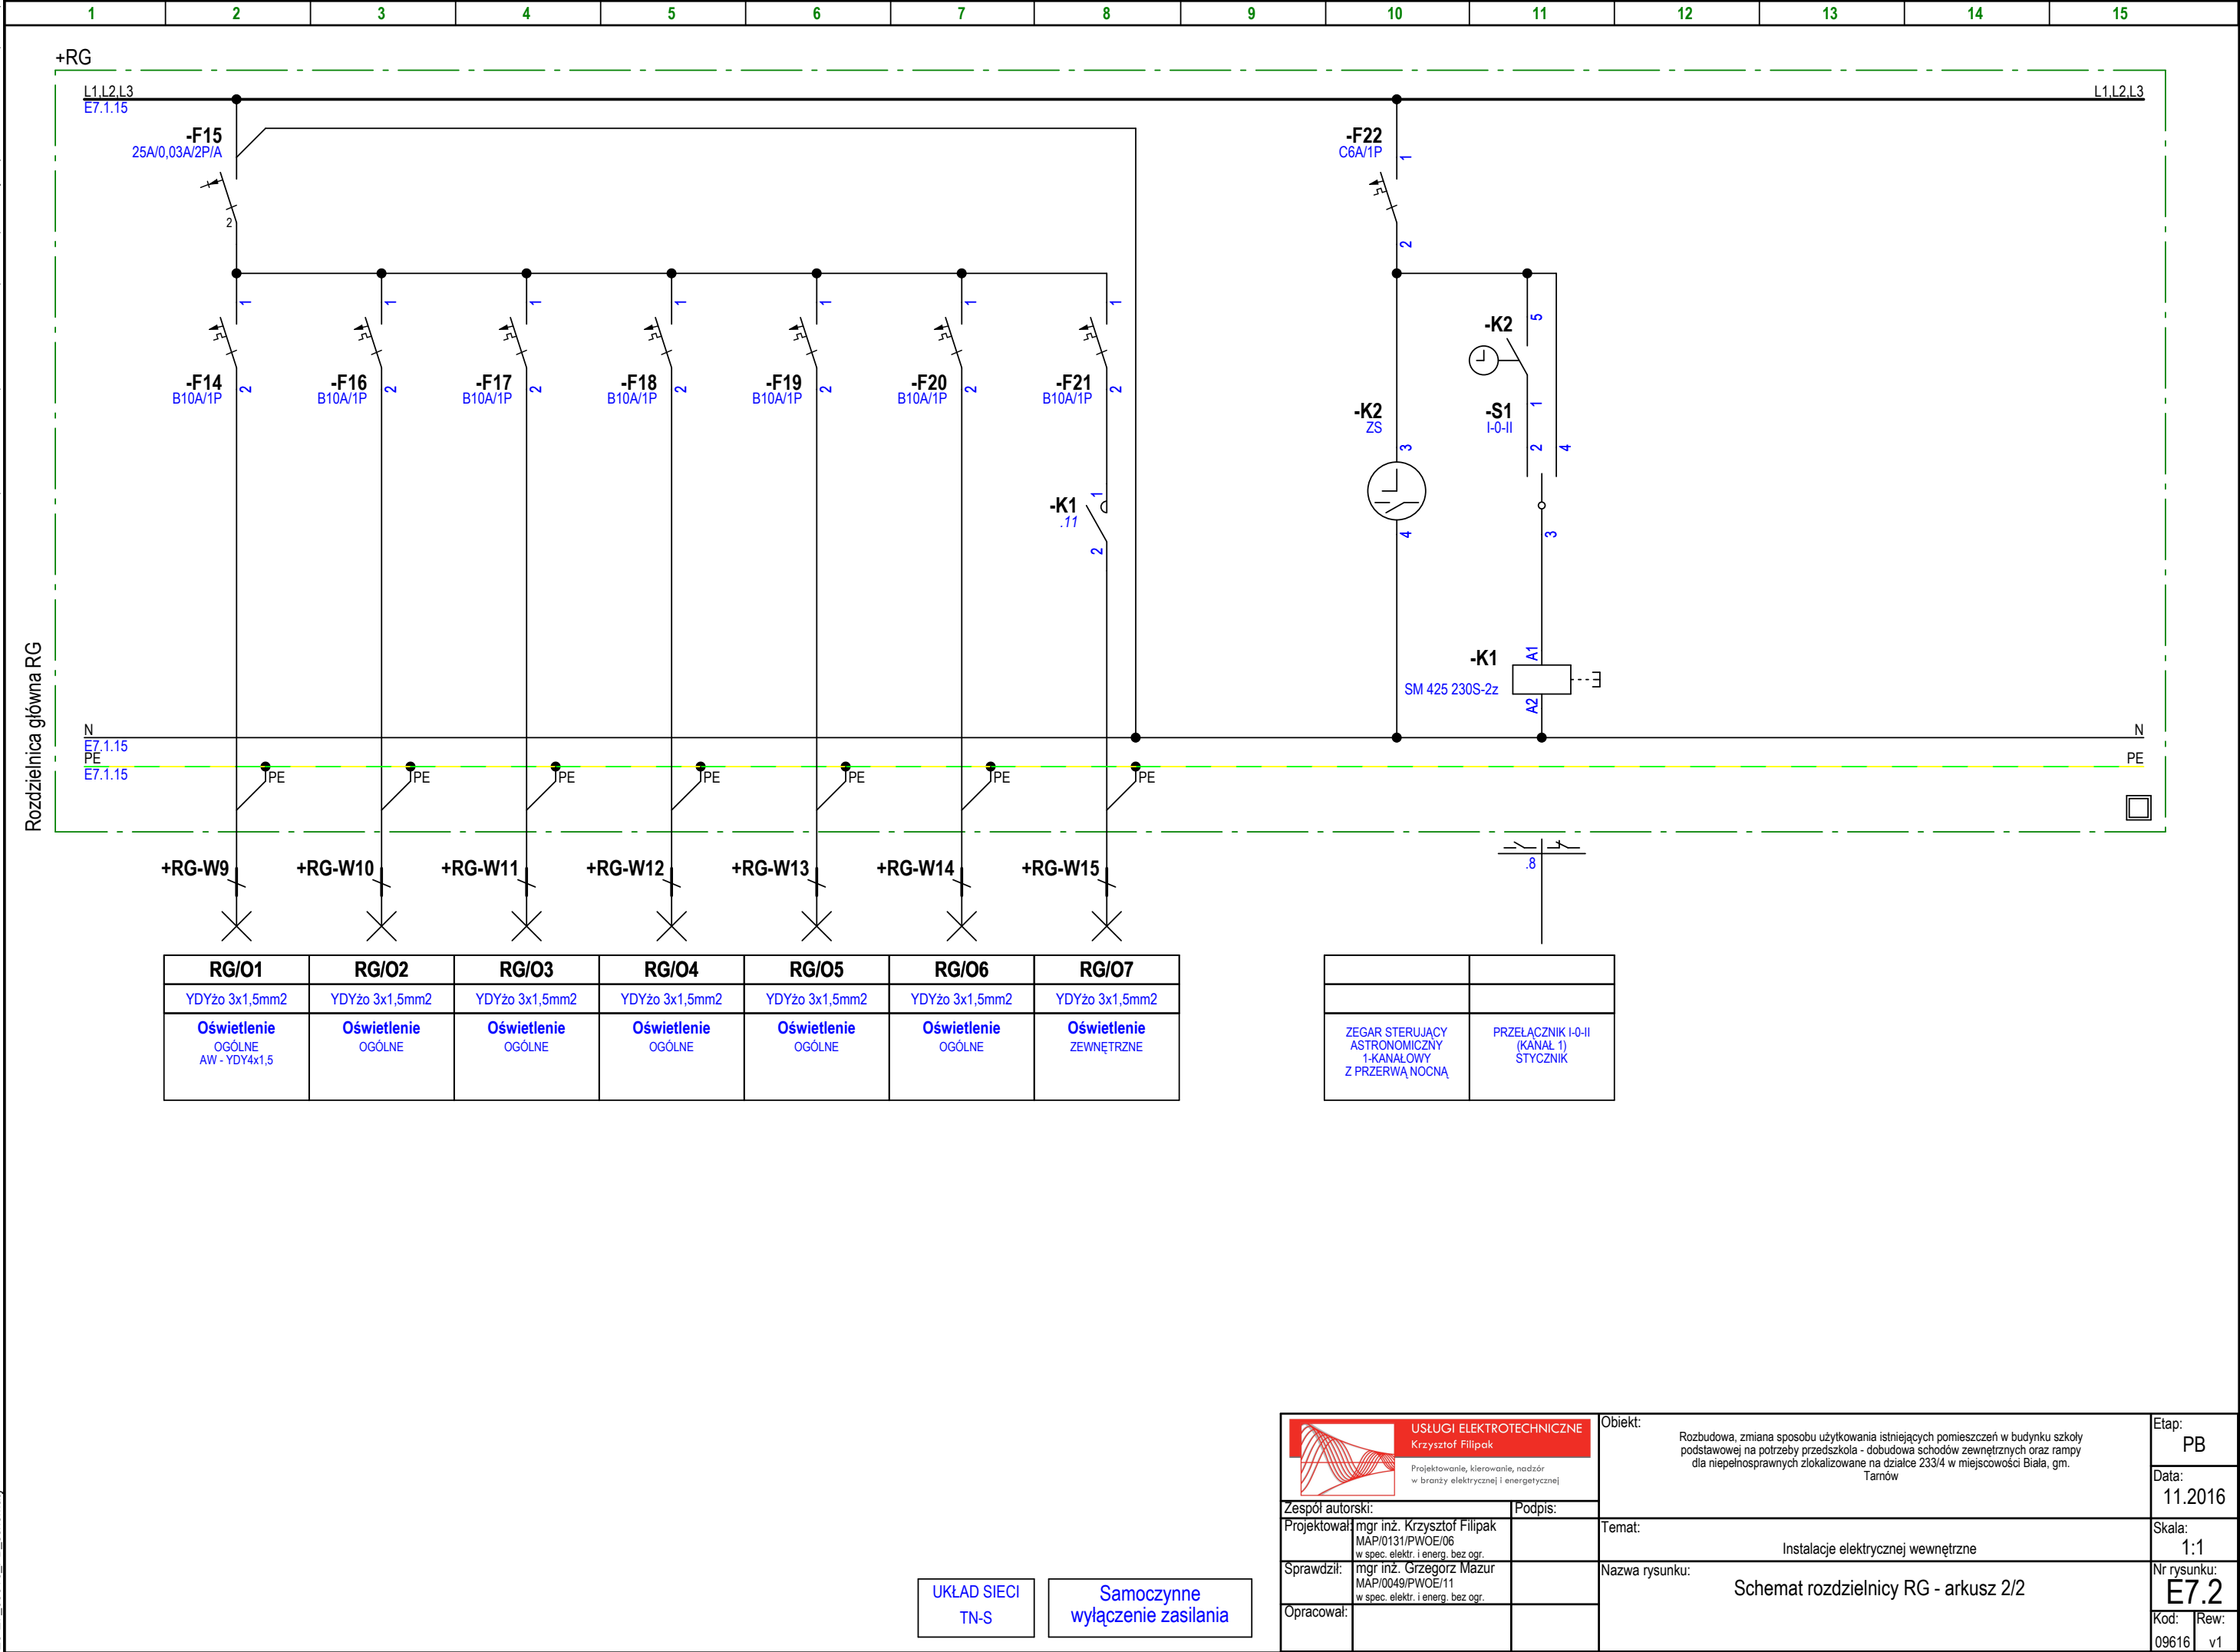 1 2 3 4 5 6 7 8 9 10 11 12 13 14 15
+RG
L1,L2,L3
E7.1.15
L1,L2,L3
-F15
25A/0,03A/2P/A
2
-F22
C6A/1P
1
2
1
1
1
1
1
1
1
-F14
B10A/1P
2
-F16
B10A/1P
2
-F17
B10A/1P
2
-F18
B10A/1P
2
-F19
B10A/1P
2
-F20
B10A/1P
2
-F21
B10A/1P
2
-K1
.11
1
2
-K2
ZS
3
4
-K2
5
1
-S1
I-0-II
2
4
3
-K1
SM 425 230S-2z
A1
A2
Rozdzielnica główna RG
N
E7.1.15
N
PE
E7.1.15
PE
PE
PE
PE
PE
PE
PE
PE
+RG-W9
+RG-W10
+RG-W11
+RG-W12
+RG-W13
+RG-W14
+RG-W15
.8
RG/O1 RG/O2 RG/O3 RG/O4 RG/O5 RG/O6 RG/O7
YDYżo 3x1,5mm2 YDYżo 3x1,5mm2 YDYżo 3x1,5mm2 YDYżo 3x1,5mm2 YDYżo 3x1,5mm2 YDYżo 3x1,5mm2 YDYżo 3x1,5mm2
Oświetlenie
OGÓLNE
AW - YDY4x1,5
Oświetlenie
OGÓLNE
Oświetlenie
OGÓLNE
Oświetlenie
OGÓLNE
Oświetlenie
OGÓLNE
Oświetlenie
OGÓLNE
Oświetlenie
ZEWNĘTRZNE
ZEGAR STERUJĄCY
ASTRONOMICZNY
1-KANAŁOWY
Z PRZERWĄ NOCNĄ
PRZEŁĄCZNIK I-0-II
(KANAŁ 1)
STYCZNIK
UKŁAD SIECI
TN-S
Samoczynne
wyłączenie zasilania
USŁUGI ELEKTROTECHNICZNE
Krzysztof Filipak
Projektowanie, kierowanie, nadzór
w branży elektrycznej i energetycznej
Zespół autorski:
Podpis:
Projektował:
mgr inż. Krzysztof Filipak
MAP/0131/PWOE/06
w spec. elektr. i energ. bez ogr.
Sprawdził:
mgr inż. Grzegorz Mazur
MAP/0049/PWOE/11
w spec. elektr. i energ. bez ogr.
Opracował:
Obiekt:
Rozbudowa, zmiana sposobu użytkowania istniejących pomieszczeń w budynku szkoły
podstawowej na potrzeby przedszkola - dobudowa schodów zewnętrznych oraz rampy
dla niepełnosprawnych zlokalizowane na działce 233/4 w miejscowości Biała, gm.
Tarnów
Temat:
Instalacje elektrycznej wewnętrzne
Nazwa rysunku:
Schemat rozdzielnicy RG - arkusz 2/2
Etap:
PB
Data:
11.2016
Skala:
1:1
Nr rysunku:
E7.2
Kod:
09616
Rew:
v1